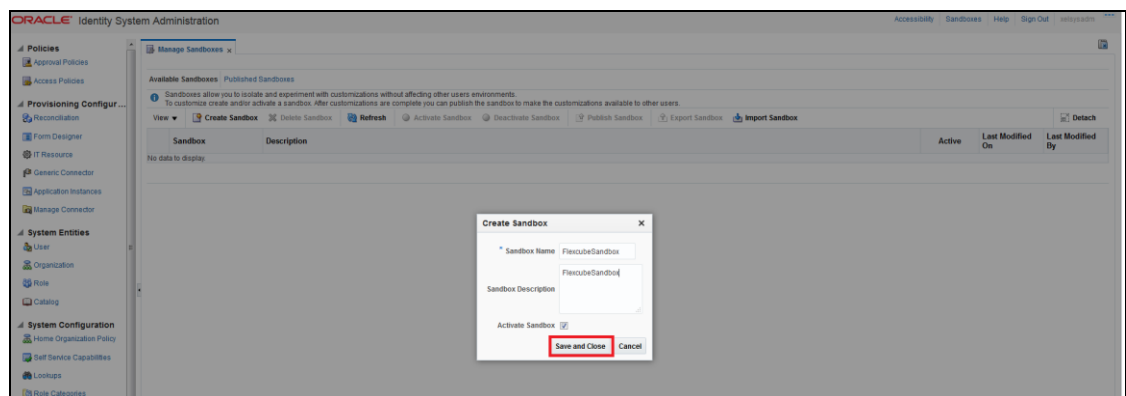 ORACLE® Identity System Administration
Accessibility Sandboxes Help Sign Out xelsysadm
Policies
Approval Policies
Access Policies
Provisioning Configur...
Reconciliation
Form Designer
IT Resource
Generic Connector
Application Instances
Manage Connector
System Entities
User
Organization
Role
Catalog
System Configuration
Home Organization Policy
Self Service Capabilities
Lookups
Role Categories
Manage Sandboxes x
Available Sandboxes Published Sandboxes
Sandboxes allow you to isolate and experiment with customizations without affecting other users environments.
To customize create and/or activate a sandbox. After customizations are complete you can publish the sandbox to make the customizations available to other users.
View Create Sandbox Delete Sandbox Refresh Activate Sandbox Deactivate Sandbox Publish Sandbox Export Sandbox Import Sandbox Detach
Sandbox Description Active Last Modified On Last Modified By
No data to display.
Create Sandbox
* Sandbox Name FlexcubeSandbox
Sandbox Description FlexcubeSandbox
Activate Sandbox
Save and Close Cancel